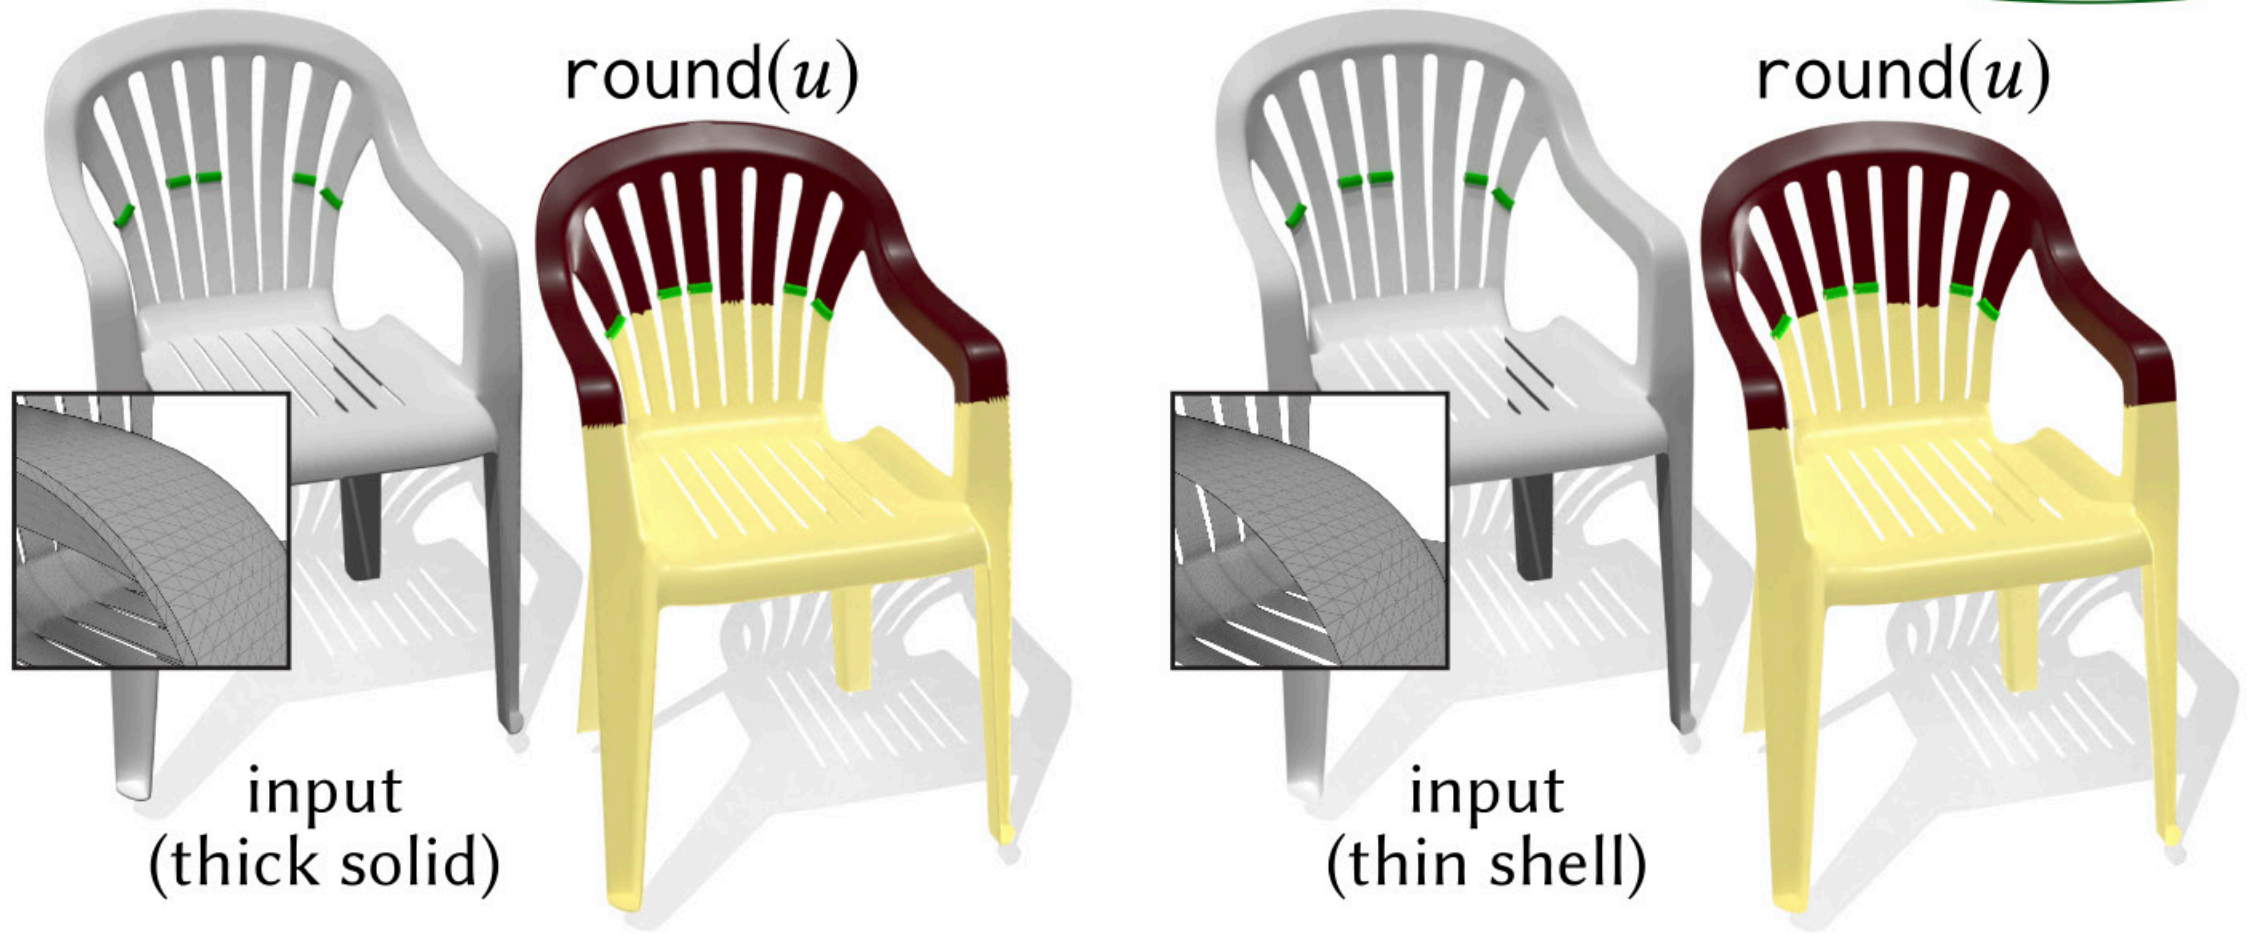 round(u)
input
(thick solid)
round(u)
input
(thin shell)